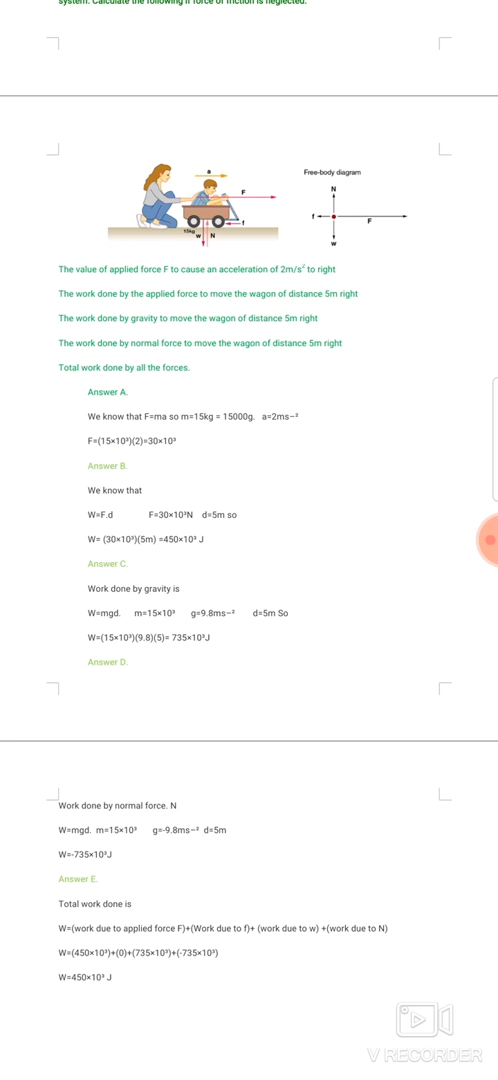 system. Calculate the following if force of friction is neglected.
a
Free-body diagram
N
F
f
F
f
15kg
w
N
w
The value of applied force F to cause an acceleration of 2m/s² to right
The work done by the applied force to move the wagon of distance 5m right
The work done by gravity to move the wagon of distance 5m right
The work done by normal force to move the wagon of distance 5m right
Total work done by all the forces.
Answer A.
We know that F=ma so m=15kg = 15000g. a=2ms−²
F=(15×10³)(2)=30×10³
Answer B.
We know that
W=F.d F=30×10³N d=5m so
W= (30×10³)(5m) =450×10³ J
Answer C.
Work done by gravity is
W=mgd. m=15×10³ g=9.8ms−² d=5m So
W=(15×10³)(9.8)(5)= 735×10³J
Answer D.
Work done by normal force. N
W=mgd. m=15×10³ g=-9.8ms−² d=5m
W=-735×10³J
Answer E.
Total work done is
W=(work due to applied force F)+(Work due to f)+ (work due to w) +(work due to N)
W=(450×10³)+(0)+(735×10³)+(-735×10³)
W=450×10³ J
V RECORDER